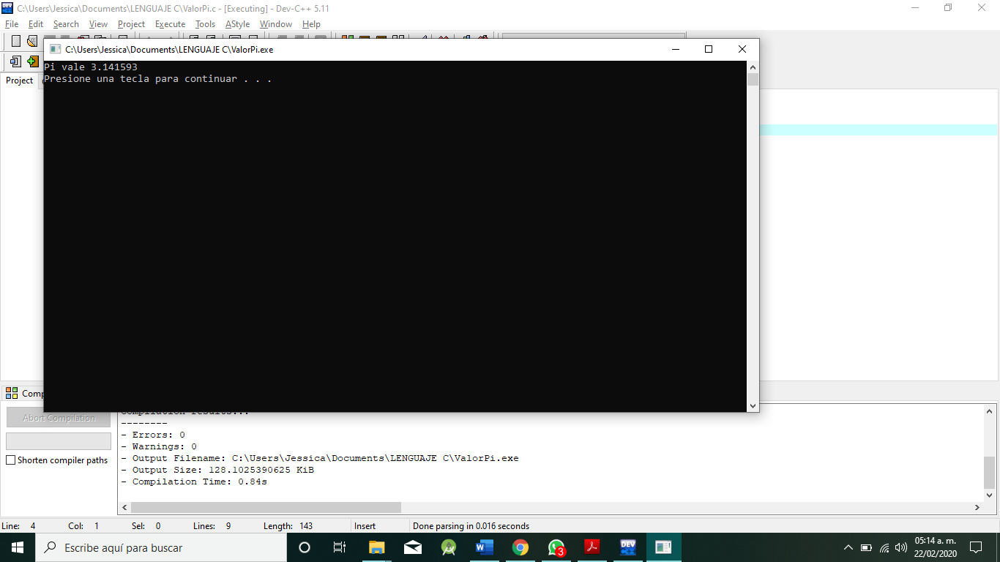 C:\Users\Jessica\Documents\LENGUAJE C\ValorPi.c - [Executing] - Dev-C++ 5.11
File Edit Search View Project Execute Tools AStyle Window Help
C:\Users\Jessica\Documents\LENGUAJE C\ValorPi.exe
Pi vale 3.141593
Presione una tecla para continuar . . .
Project
Abort Compilation
Shorten compiler paths
Compilation results...
--------
- Errors: 0
- Warnings: 0
- Output Filename: C:\Users\Jessica\Documents\LENGUAJE C\ValorPi.exe
- Output Size: 128.1025390625 KiB
- Compilation Time: 0.84s
Line: 4 Col: 1 Sel: 0 Lines: 9 Length: 143 Insert Done parsing in 0.016 seconds
Escribe aquí para buscar
3
W
DEV
05:14 a. m.
22/02/2020